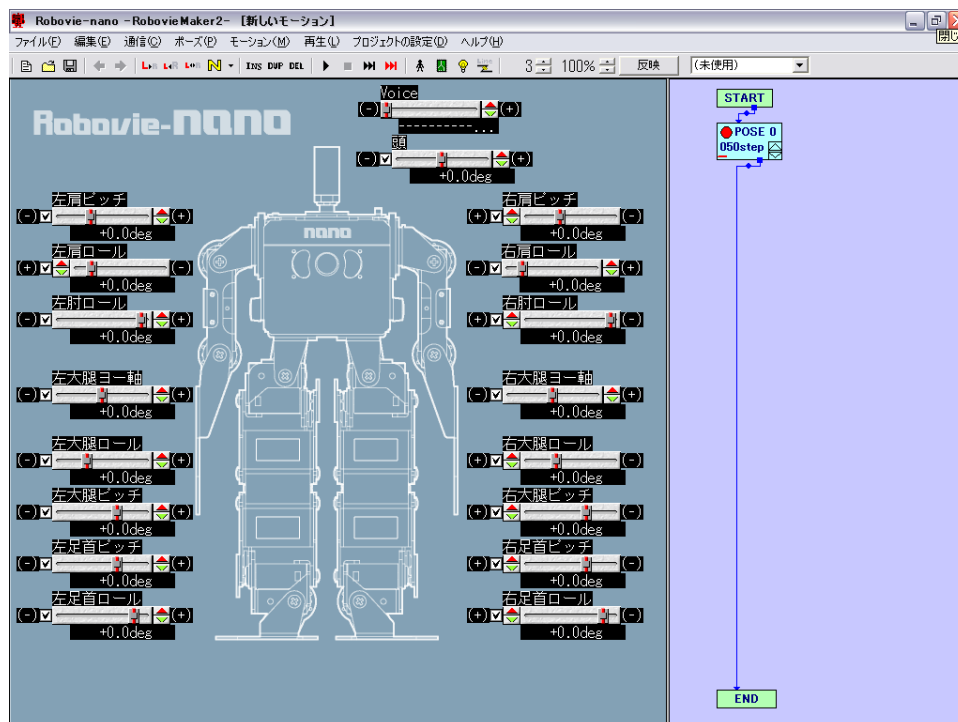 Robovie-nano -RobovieMaker2- [新しいモーション]
閉じ
ファイル(F) 編集(E) 通信(C) ポーズ(P) モーション(M) 再生(L) プロジェクトの設定(D) ヘルプ(H)
INS DUP DEL 3 100% 反映 (未使用)
Robovie-nano
Voice
(-) (+)
----------...
頭
(-) (+)
+0.0deg
左肩ピッチ
(-) (+)
+0.0deg
左肩ロール
(+) (-)
+0.0deg
左肘ロール
(-) (+)
+0.0deg
左大腿ヨー軸
(-) (+)
+0.0deg
左大腿ロール
(-) (+)
+0.0deg
左大腿ピッチ
(-) (+)
+0.0deg
左足首ピッチ
(-) (+)
+0.0deg
左足首ロール
(-) (+)
+0.0deg
nano
右肩ピッチ
(+) (-)
+0.0deg
右肩ロール
(-) (+)
+0.0deg
右肘ロール
(+) (-)
+0.0deg
右大腿ヨー軸
(-) (+)
+0.0deg
右大腿ロール
(+) (-)
+0.0deg
右大腿ピッチ
(+) (-)
+0.0deg
右足首ピッチ
(+) (-)
+0.0deg
右足首ロール
(+) (-)
+0.0deg
START
POSE 0
050step
END